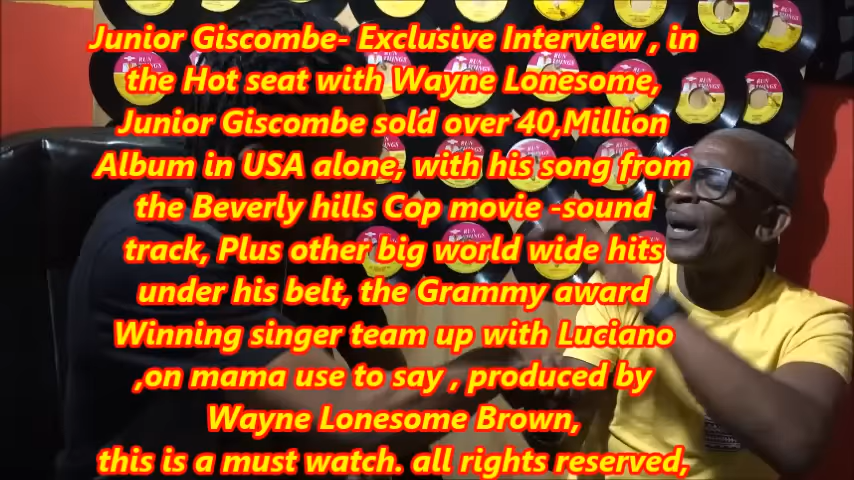 Junior Giscombe- Exclusive Interview , in
the Hot seat with Wayne Lonesome,
Junior Giscombe sold over 40,Million
Album in USA alone, with his song from
the Beverly hills Cop movie -sound
track, Plus other big world wide hits
under his belt, the Grammy award
Winning singer team up with Luciano
,on mama use to say , produced by
Wayne Lonesome Brown,
this is a must watch. all rights reserved,
RUN THINGS